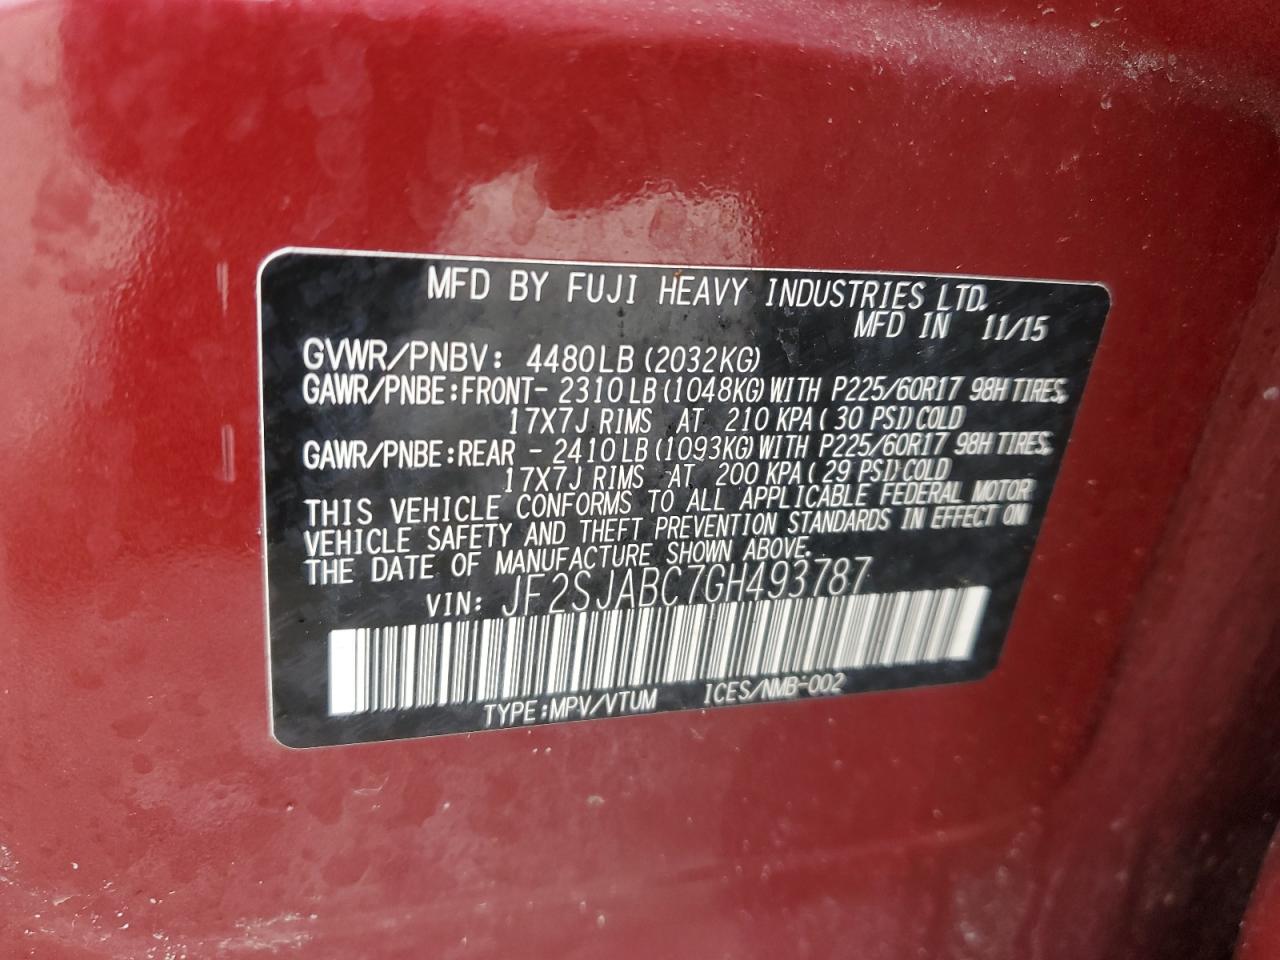 MFD BY FUJI HEAVY INDUSTRIES LTD.
MFD IN 11/15
GVWR/PNBV: 4480LB (2032KG)
GAWR/PNBE:FRONT- 2310 LB (1048KG) WITH P225/60R17 98H TIRES,
17X7J RIMS AT 210 KPA ( 30 PSI) COLD
GAWR/PNBE:REAR - 2410 LB (1093KG) WITH P225/60R17 98H TIRES,
17X7J RIMS AT 200 KPA ( 29 PSI) COLD
THIS VEHICLE CONFORMS TO ALL APPLICABLE FEDERAL MOTOR
VEHICLE SAFETY AND THEFT PREVENTION STANDARDS IN EFFECT ON
THE DATE OF MANUFACTURE SHOWN ABOVE.
VIN: JF2SJABC7GH493787
TYPE:MPV/VTUM ICES/NMB-002